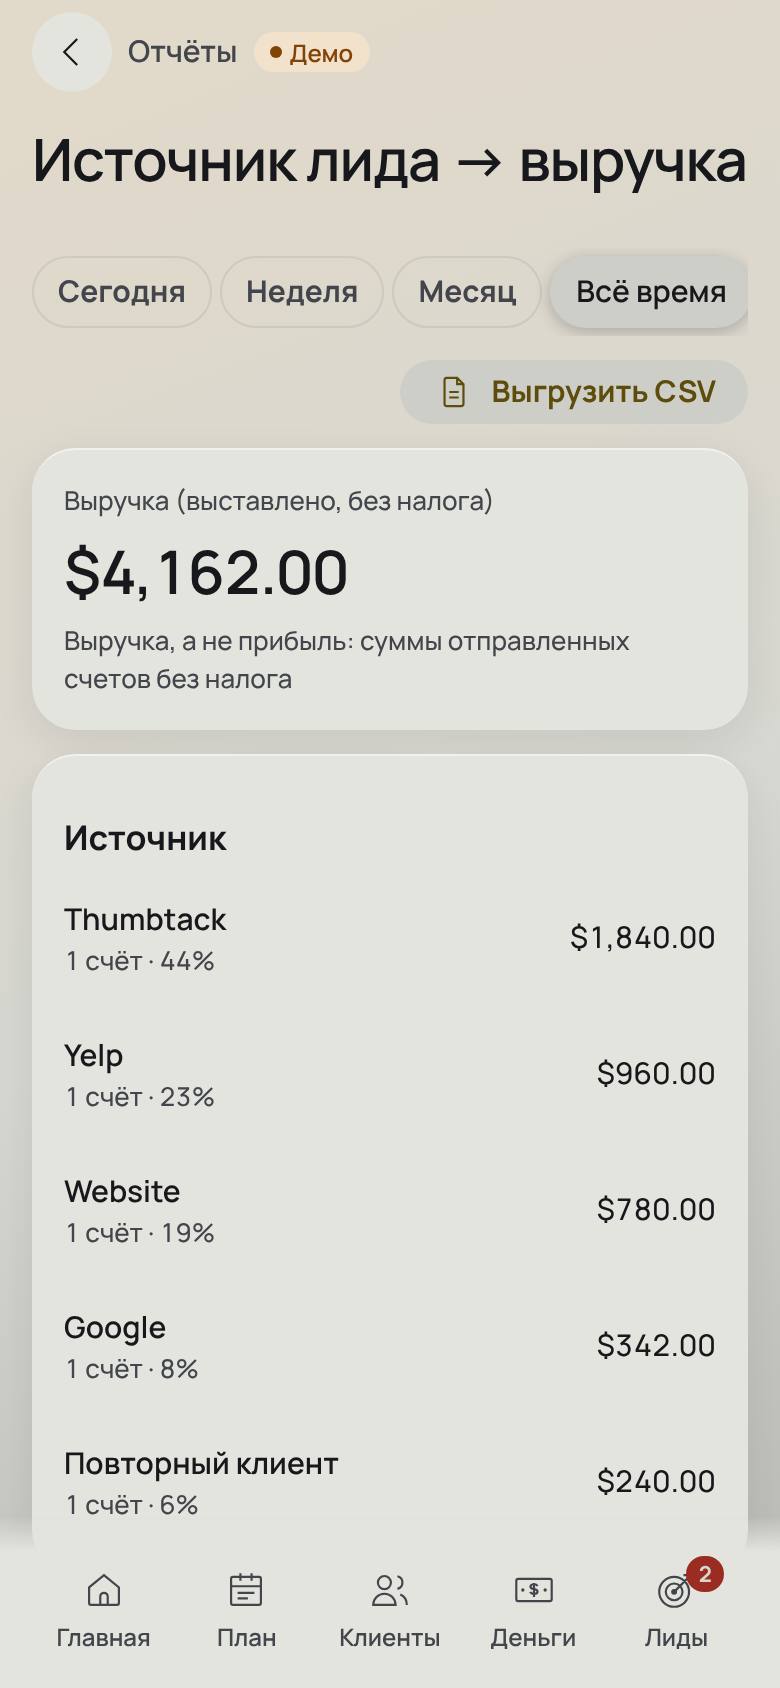 Отчёты
Демо
Источник лида → выручка
Сегодня
Неделя
Месяц
Всё время
Выгрузить CSV
Выручка (выставлено, без налога)
$4,162.00
Выручка, а не прибыль: суммы отправленных
счетов без налога
Источник
Thumbtack
$1,840.00
1 счёт · 44%
Yelp
$960.00
1 счёт · 23%
Website
$780.00
1 счёт · 19%
Google
$342.00
1 счёт · 8%
Повторный клиент
$240.00
1 счёт · 6%
2
Главная
План
Клиенты
Деньги
Лиды